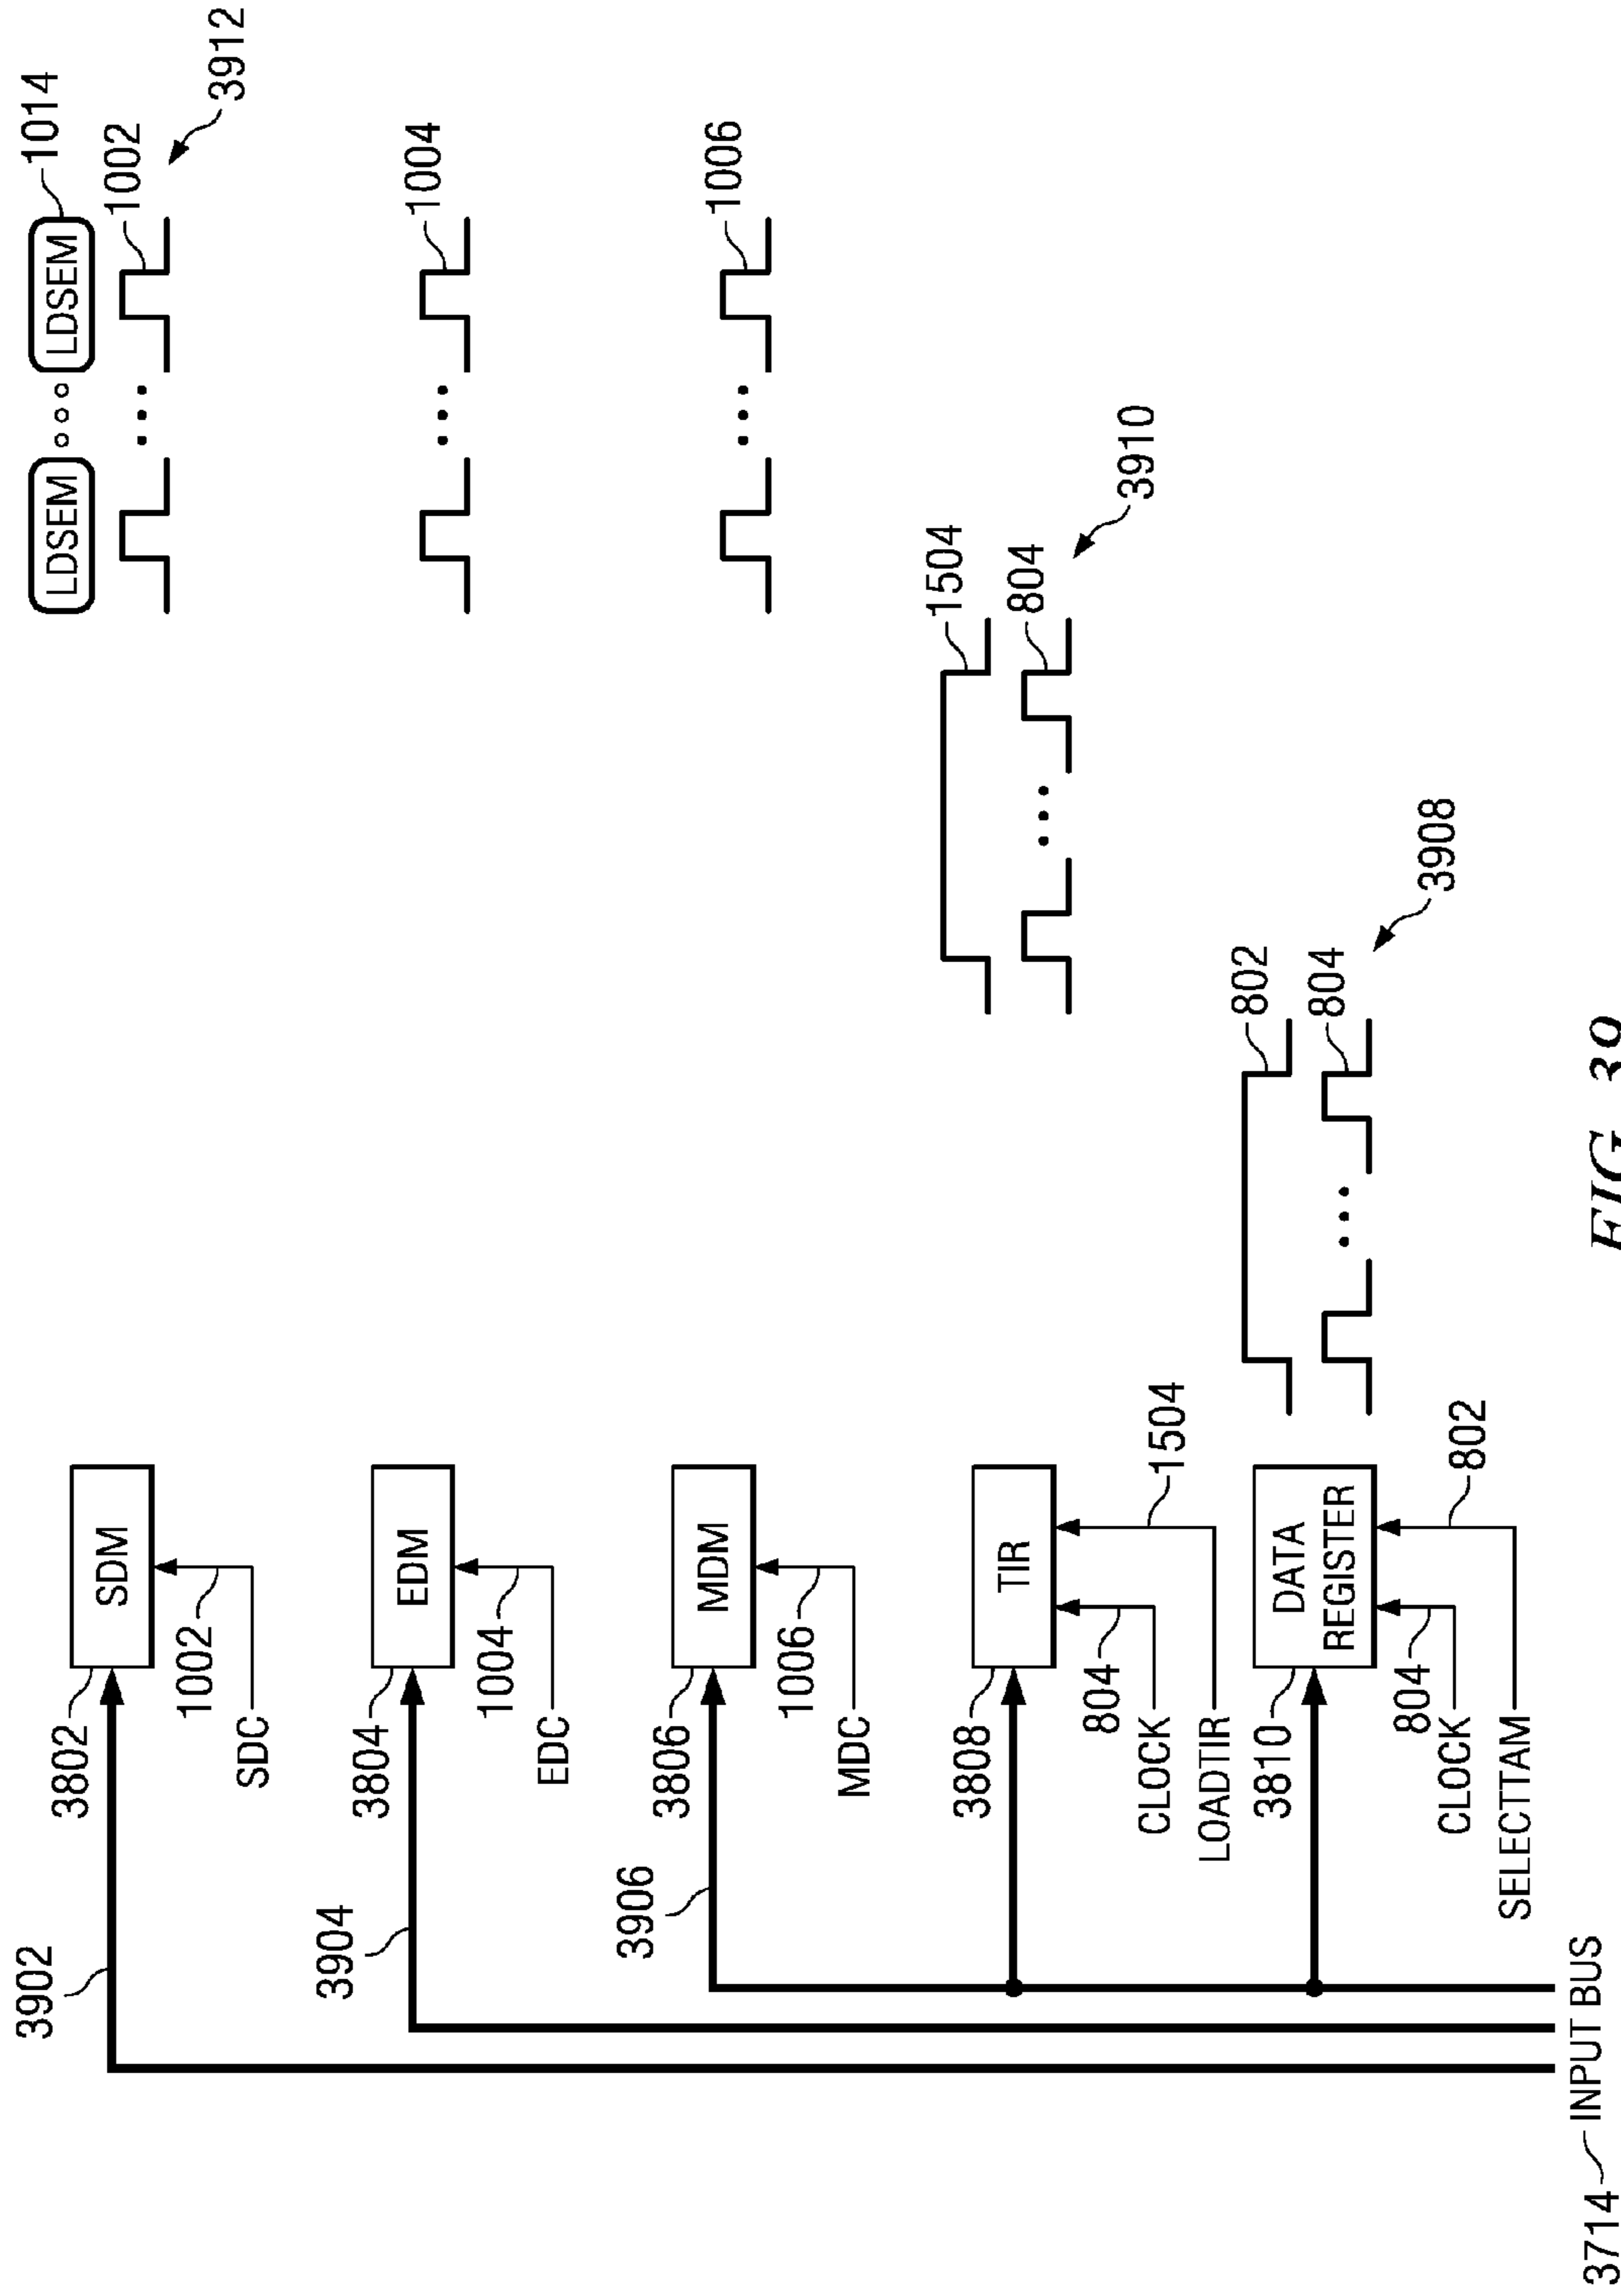 3902
3802
SDM
1002
SDC
LDSEM
LDSEM
1014
1002
3912
3904
3804
EDM
1004
EDC
1004
3906
3806
MDM
1006
MDC
1006
3808
TIR
804
CLOCK
1504
LOADTIR
1504
804
3910
3810
DATA
REGISTER
804
CLOCK
802
SELECTTAM
802
804
3908
3714
INPUT BUS
FIG. 39